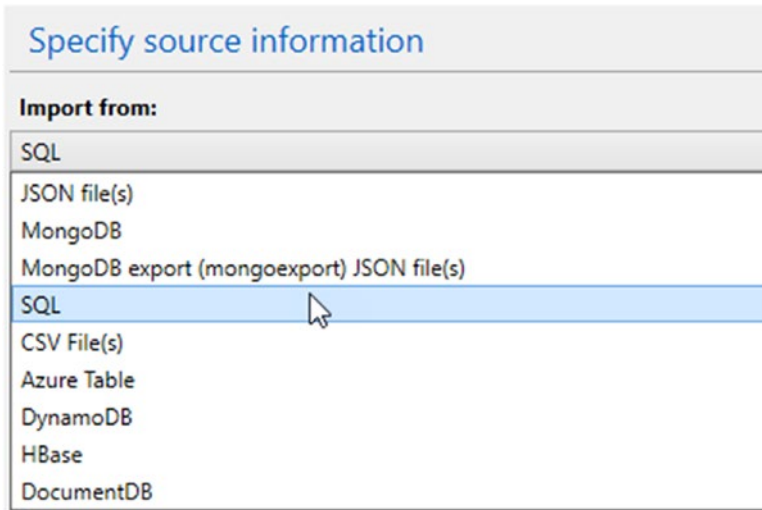 Specify source information
Import from:
SQL
JSON file(s)
MongoDB
MongoDB export (mongoexport) JSON file(s)
SQL
CSV File(s)
Azure Table
DynamoDB
HBase
DocumentDB